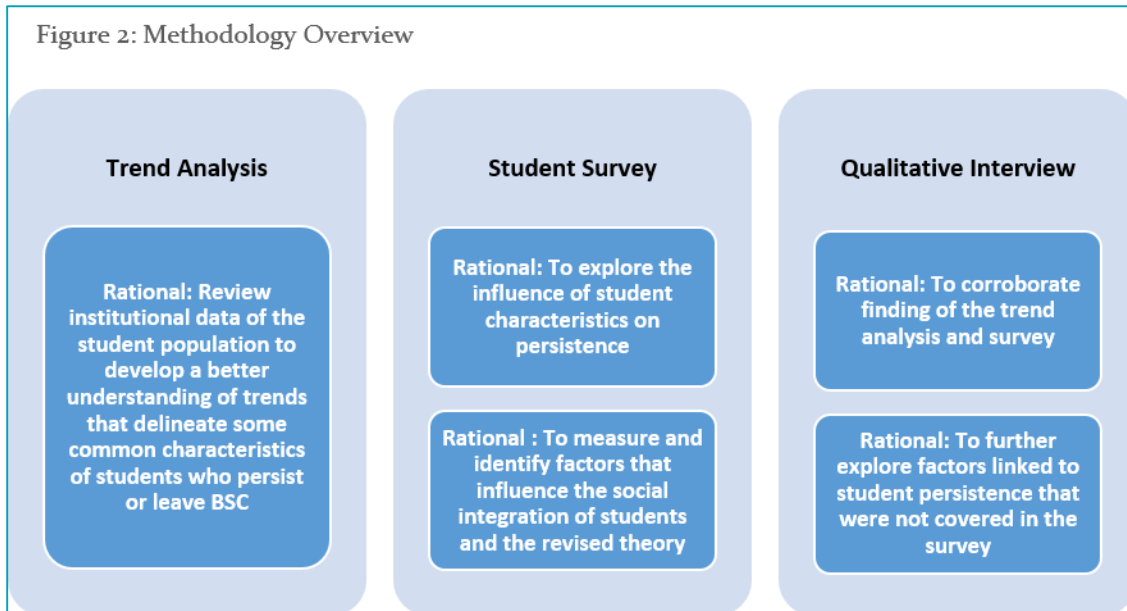 Figure 2: Methodology Overview
Trend Analysis
Rational: Review
institutional data of the
student population to
develop a better
understanding of trends
that delineate some
common characteristics
of students who persist
or leave BSC
Student Survey
Rational: To explore the
influence of student
characteristics on
persistence
Rational : To measure and
identify factors that
influence the social
integration of students
and the revised theory
Qualitative Interview
Rational: To corroborate
finding of the trend
analysis and survey
Rational: To further
explore factors linked to
student persistence that
were not covered in the
survey